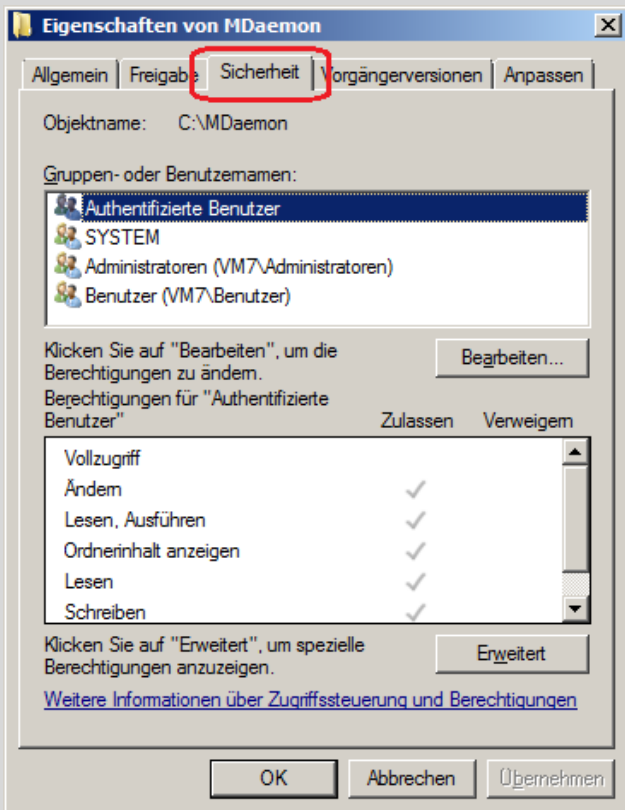 Eigenschaften von MDaemon
Allgemein Freigabe Sicherheit Vorgängerversionen Anpassen
Objektname: C:\MDaemon
Gruppen- oder Benutzernamen:
Authentifizierte Benutzer
SYSTEM
Administratoren (VM7\Administratoren)
Benutzer (VM7\Benutzer)
Klicken Sie auf "Bearbeiten", um die
Berechtigungen zu ändern.
Bearbeiten...
Berechtigungen für "Authentifizierte
Benutzer" Zulassen Verweigern
Vollzugriff
Ändern
Lesen, Ausführen
Ordnerinhalt anzeigen
Lesen
Schreiben
Klicken Sie auf "Erweitert", um spezielle
Berechtigungen anzuzeigen.
Erweitert
Weitere Informationen über Zugriffssteuerung und Berechtigungen
OK Abbrechen Übernehmen